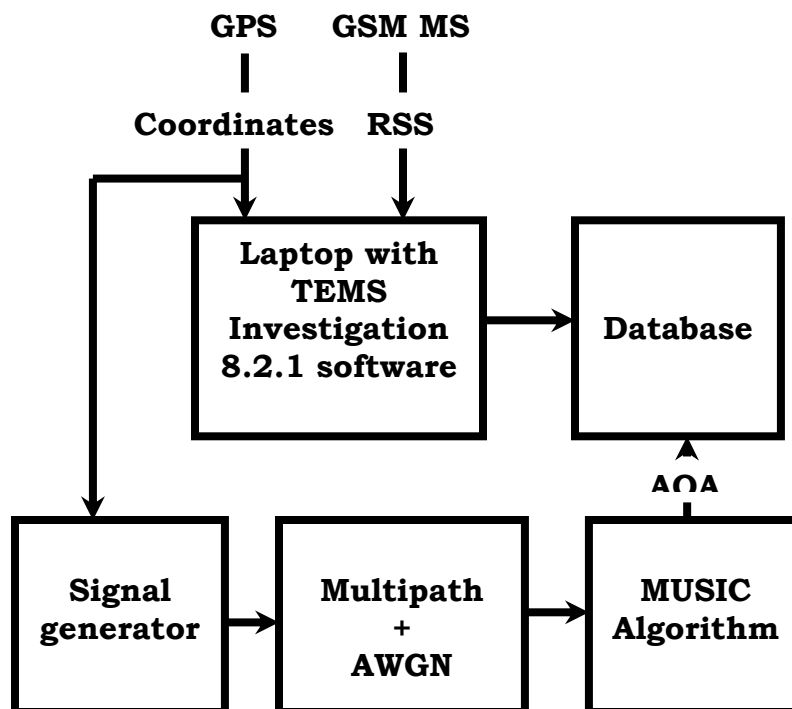 GPS GSM MS
Coordinates RSS
Laptop with
TEMS
Investigation
8.2.1 software
Database
AOA
Signal
generator
Multipath
+
AWGN
MUSIC
Algorithm